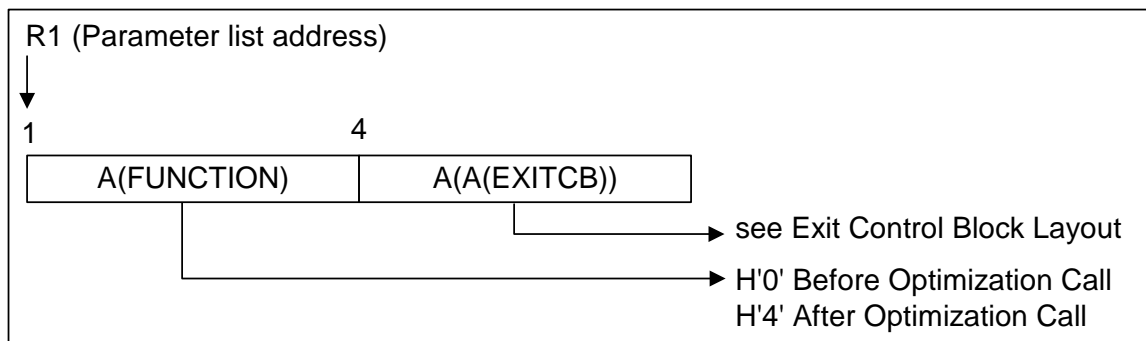 R1 (Parameter list address)
1 4
A(FUNCTION) A(A(EXITCB))
see Exit Control Block Layout
H'0' Before Optimization Call
H'4' After Optimization Call